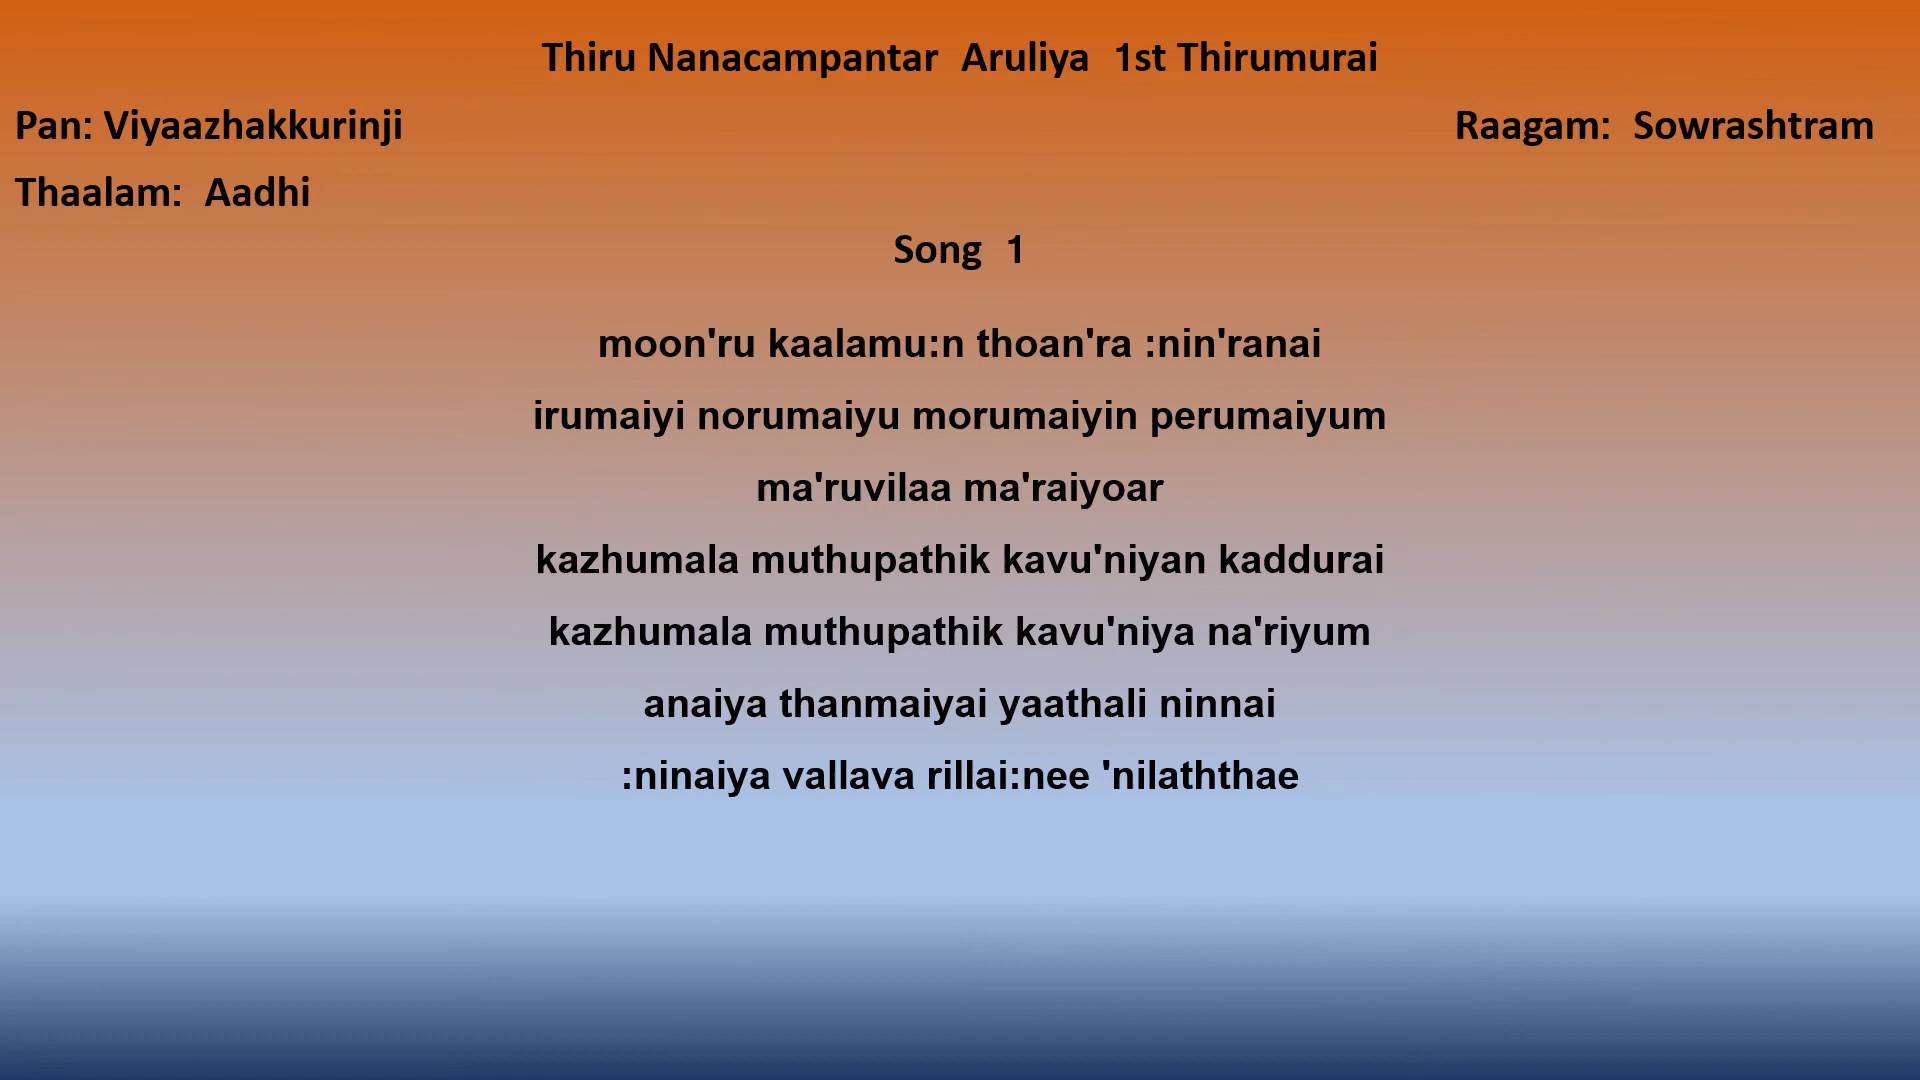 Thiru Nanacampantar Aruliya 1st Thirumurai
Pan: Viyaazhakkurinji Raagam: Sowrashtram
Thaalam: Aadhi
Song 1
moon'ru kaalamu:n thoan'ra :nin'ranai
irumaiyi norumaiyu morumaiyin perumaiyum
ma'ruvilaa ma'raiyoar
kazhumala muthupathik kavu'niyan kaddurai
kazhumala muthupathik kavu'niya na'riyum
anaiya thanmaiyai yaathali ninnai
:ninaiya vallava rillai:nee 'nilaththae